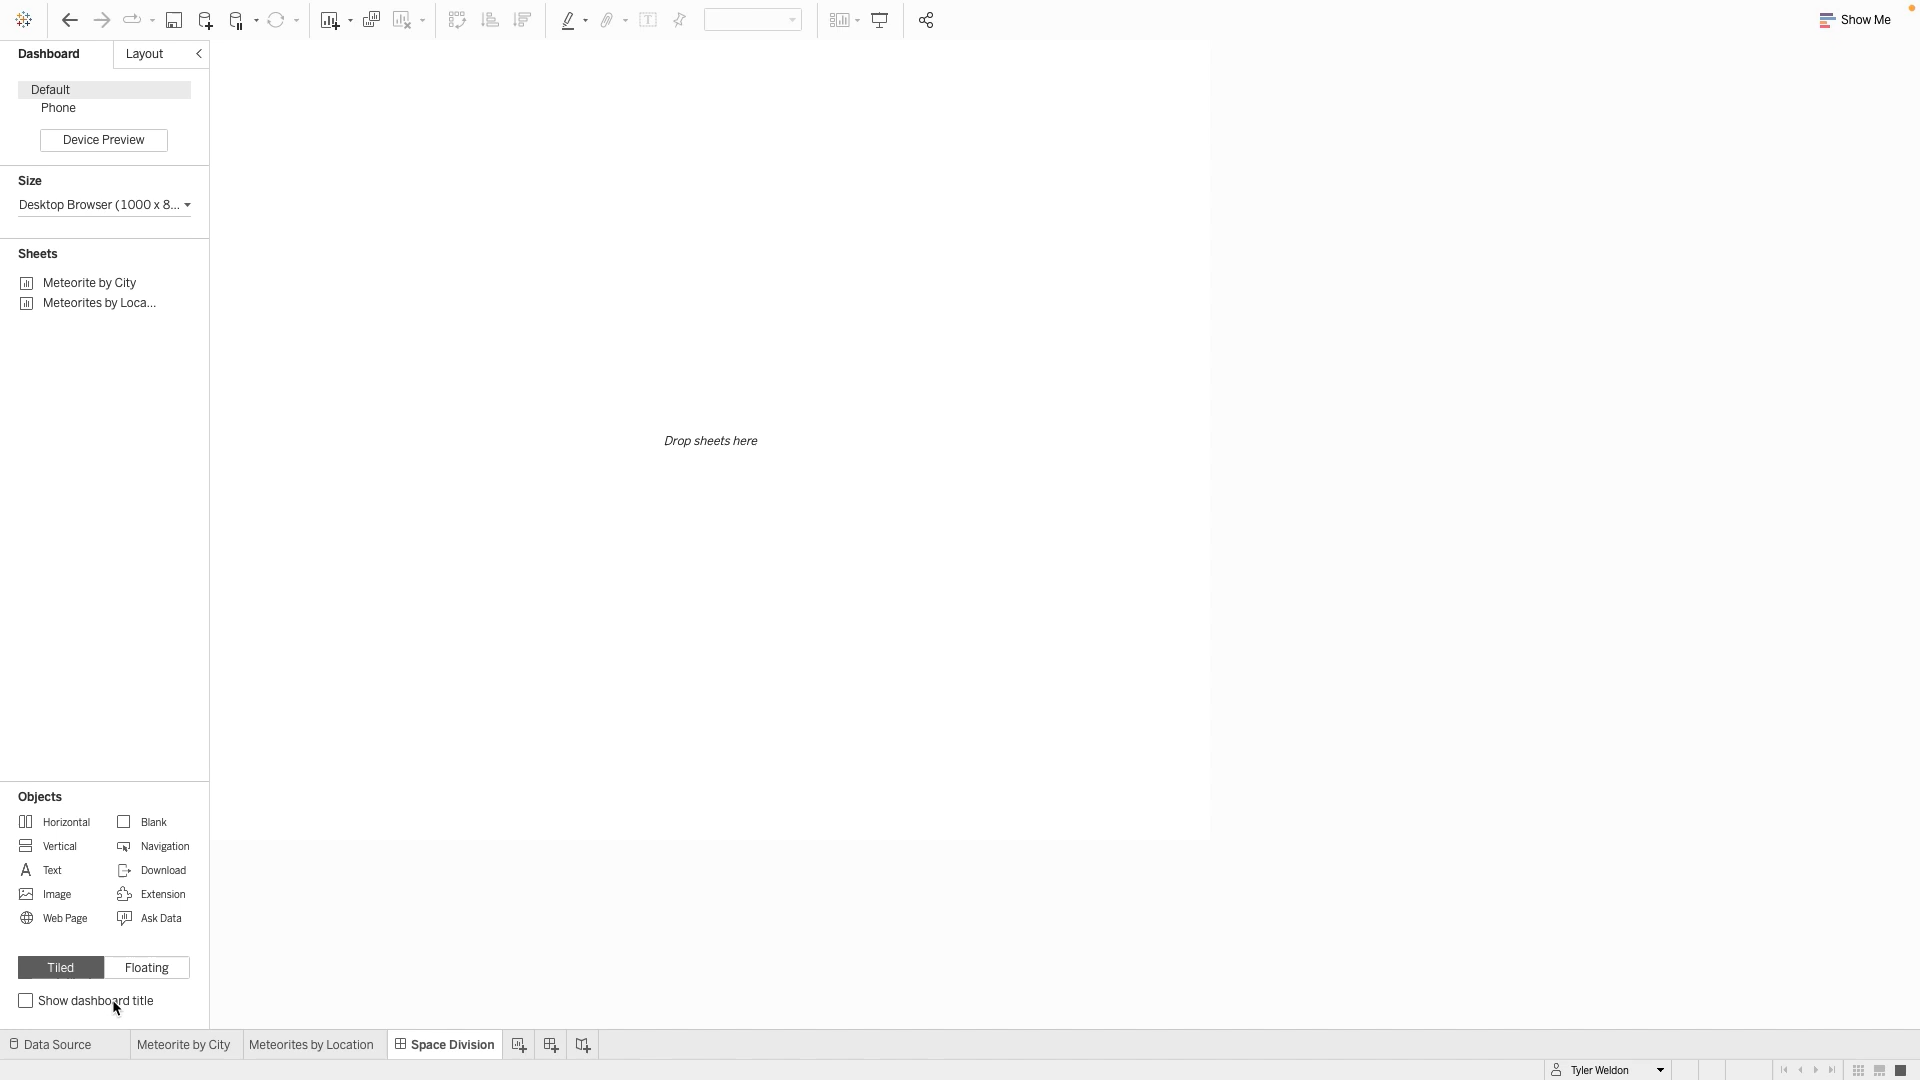 Show Me
Dashboard
Layout
Default
Phone
Device Preview
Size
Desktop Browser (1000 x 8...
Sheets
Meteorite by City
Meteorites by Loca...
Drop sheets here
Objects
Horizontal
Blank
Vertical
Navigation
Text
Download
Image
Extension
Web Page
Ask Data
Tiled
Floating
Show dashboard title
Data Source
Meteorite by City
Meteorites by Location
Space Division
Tyler Weldon